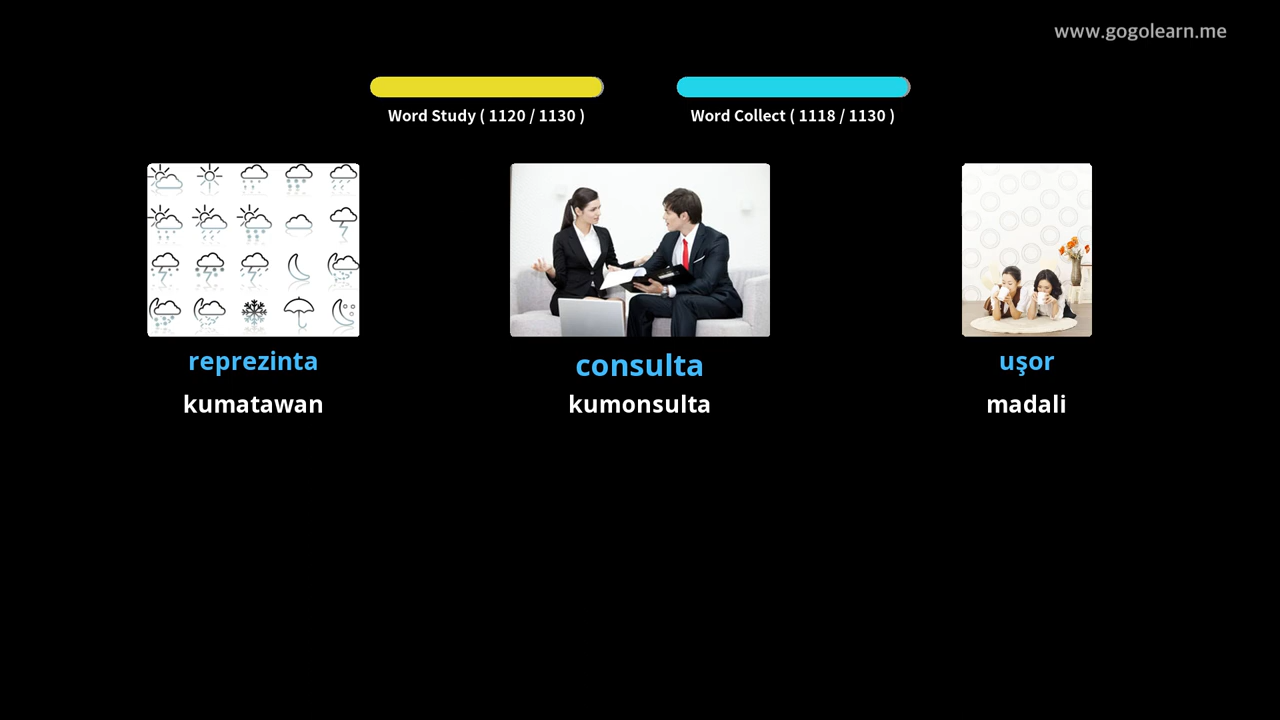 www.gogolearn.me
Word Study ( 1120 / 1130 )
Word Collect ( 1118 / 1130 )
reprezinta
consulta
uşor
kumatawan
kumonsulta
madali